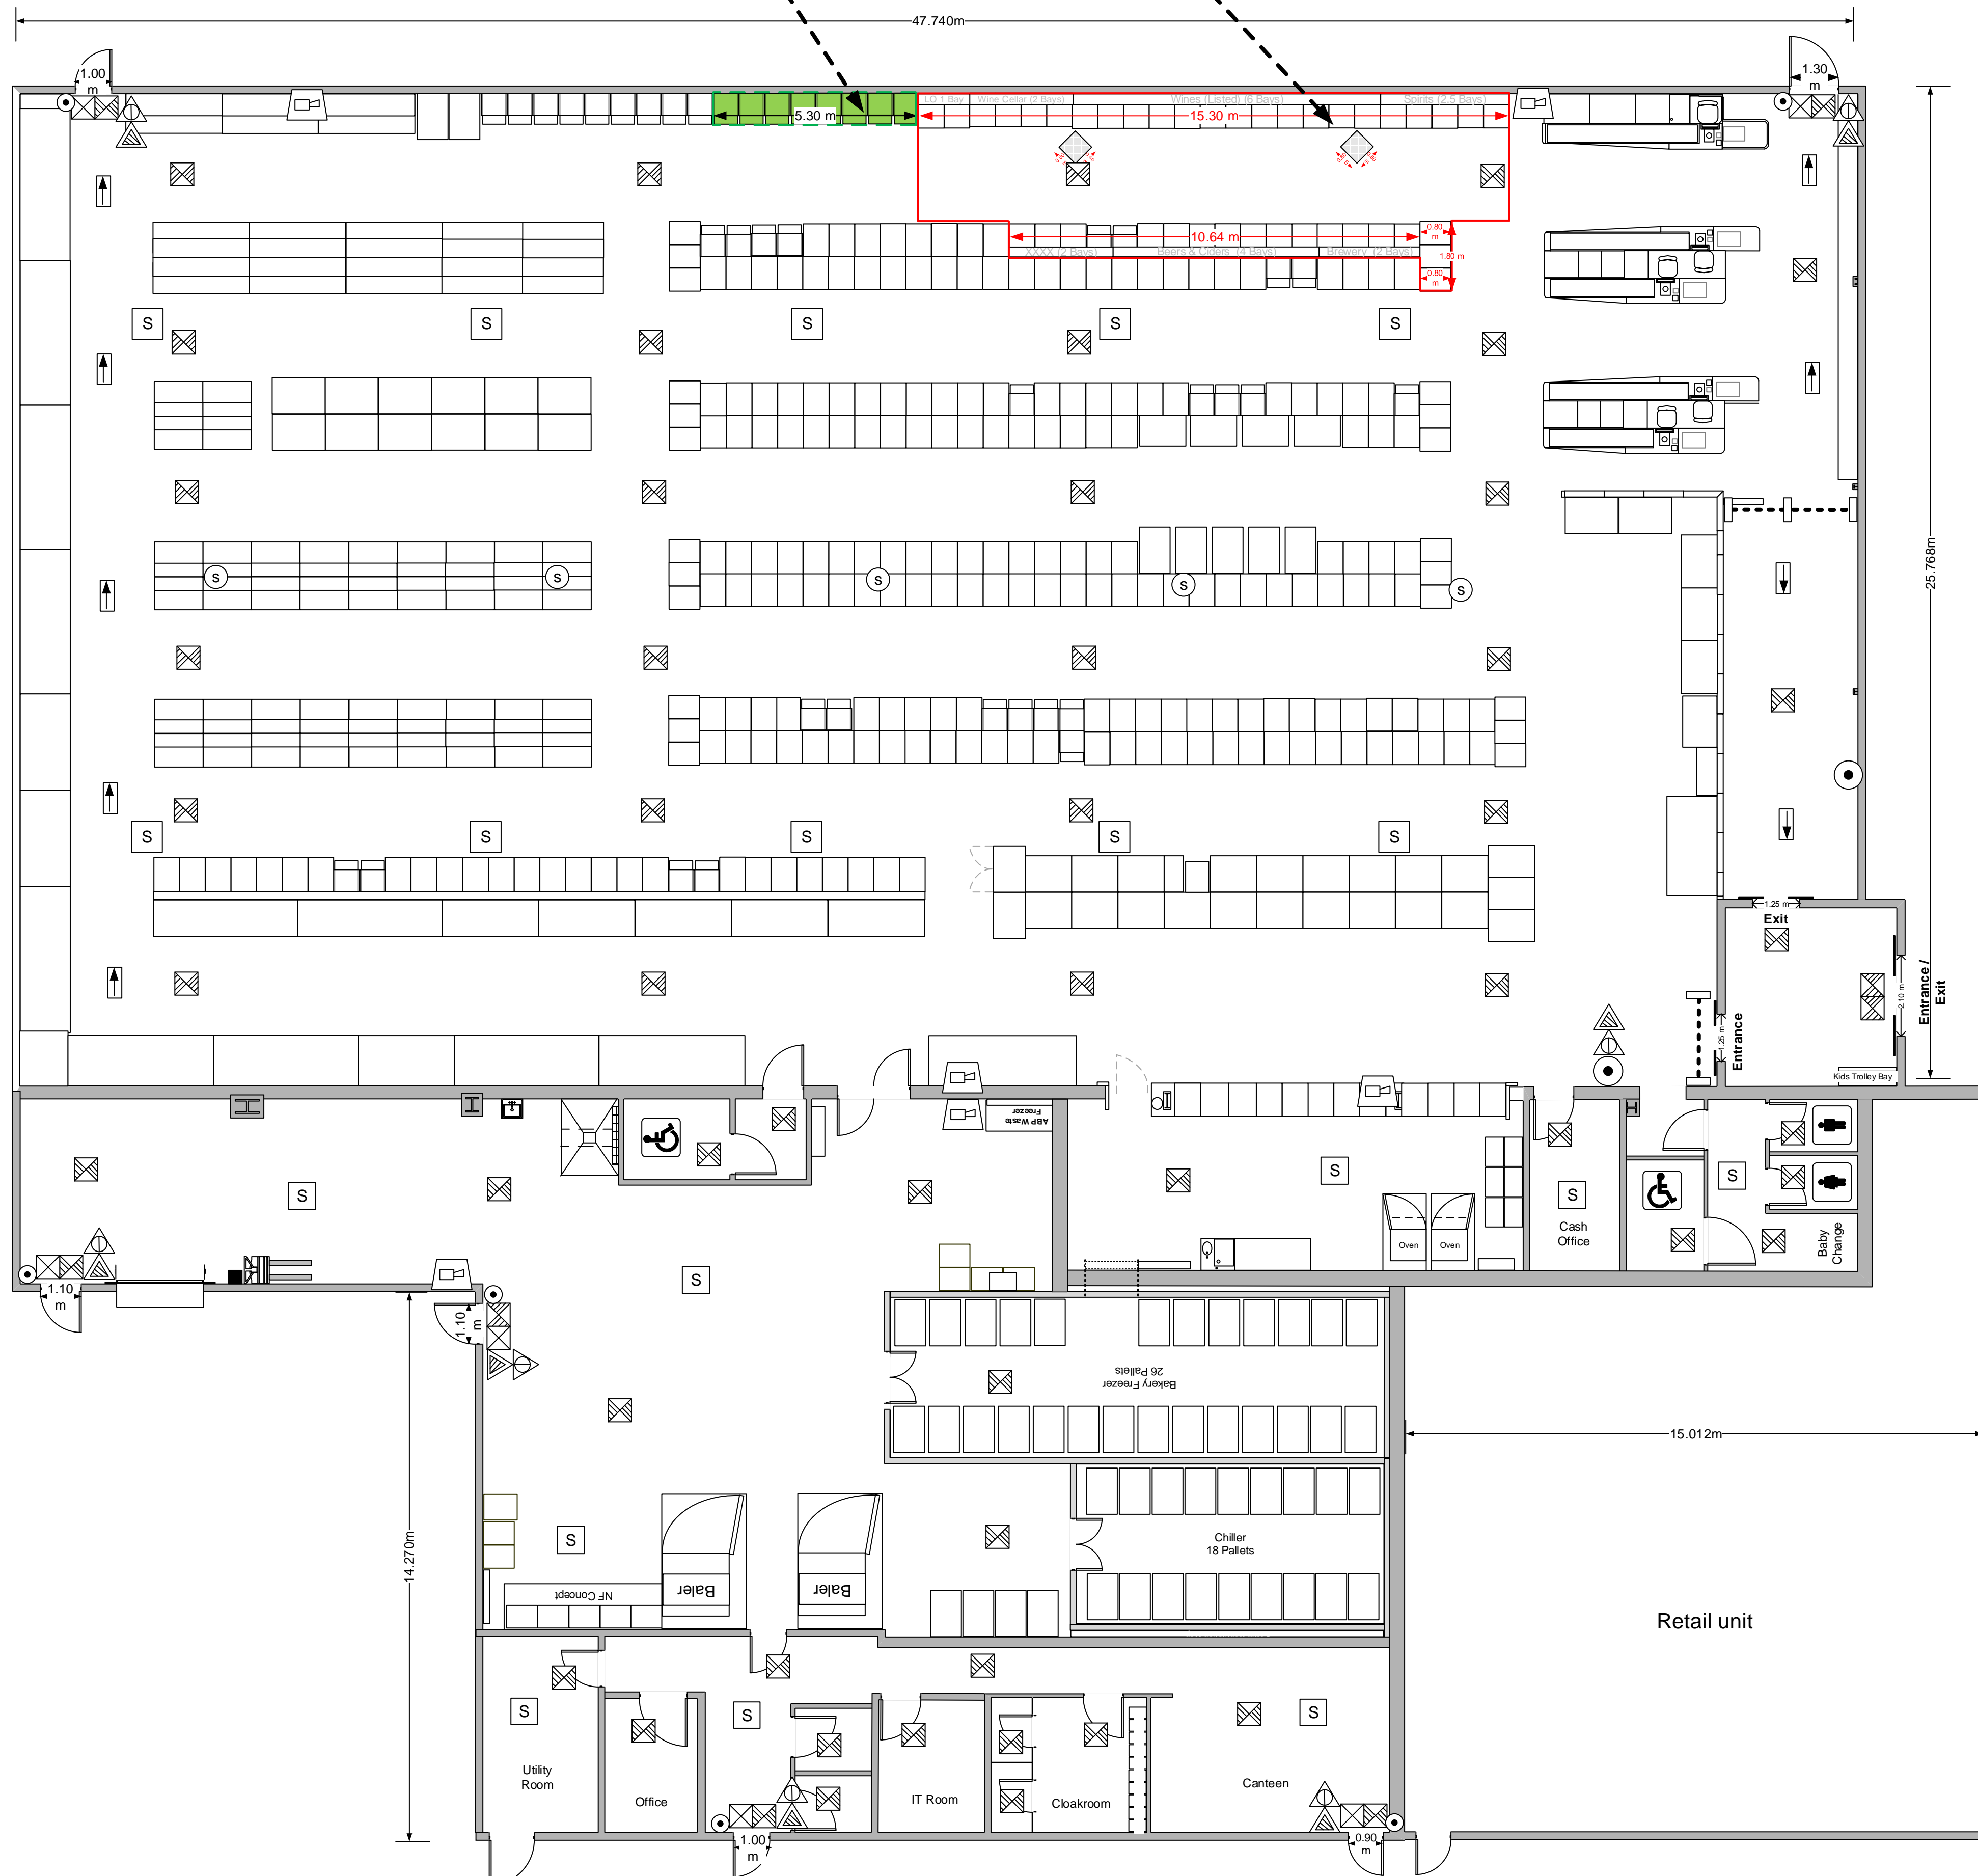 47.740m
1.00
m
1.30
m
LO 1 Bay
Wine Cellar (2 Bays)
Wines (Listed) (6 Bays)
Spirits (2.5 Bays)
5.30 m
15.30 m
10.64 m
0.80
m
1.80 m
XXXX (2 Bays)
Beers & Ciders (4 Bays)
Brewery (2 Bays)
0.80
m
S
S
S
S
S
25.768m
S
S
S
S
S
S
S
S
S
S
1.25 m
Exit
2.10 m
Entrance /
Exit
1.25 m
Entrance
Kids Trolley Bay
ABP Waste
Freezer
S
S
S
Cash
Office
S
Baby
Change
Oven
Oven
S
1.10
m
1.10
m
Bakery Freezer
26 Pallets
15.012m
14.270m
S
Chiller
18 Pallets
NF Concept
Baler
Baler
Retail unit
S
S
S
Utility
Room
Office
IT Room
Cloakroom
Canteen
1.00
m
0.90
m